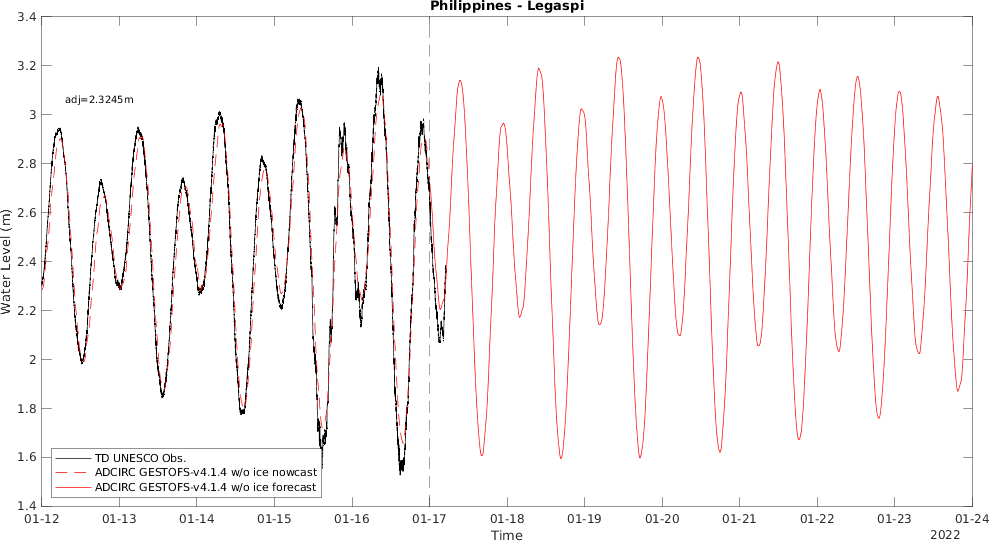 Philippines - Legaspi
3.4
3.2
3
2.8
2.6
2.4
2.2
2
1.8
1.6
1.4
Water Level (m)
adj=2.3245m
TD UNESCO Obs.
ADCIRC GESTOFS-v4.1.4 w/o ice nowcast
ADCIRC GESTOFS-v4.1.4 w/o ice forecast
01-12 01-13 01-14 01-15 01-16 01-17 01-18 01-19 01-20 01-21 01-22 01-23 01-24
Time
2022